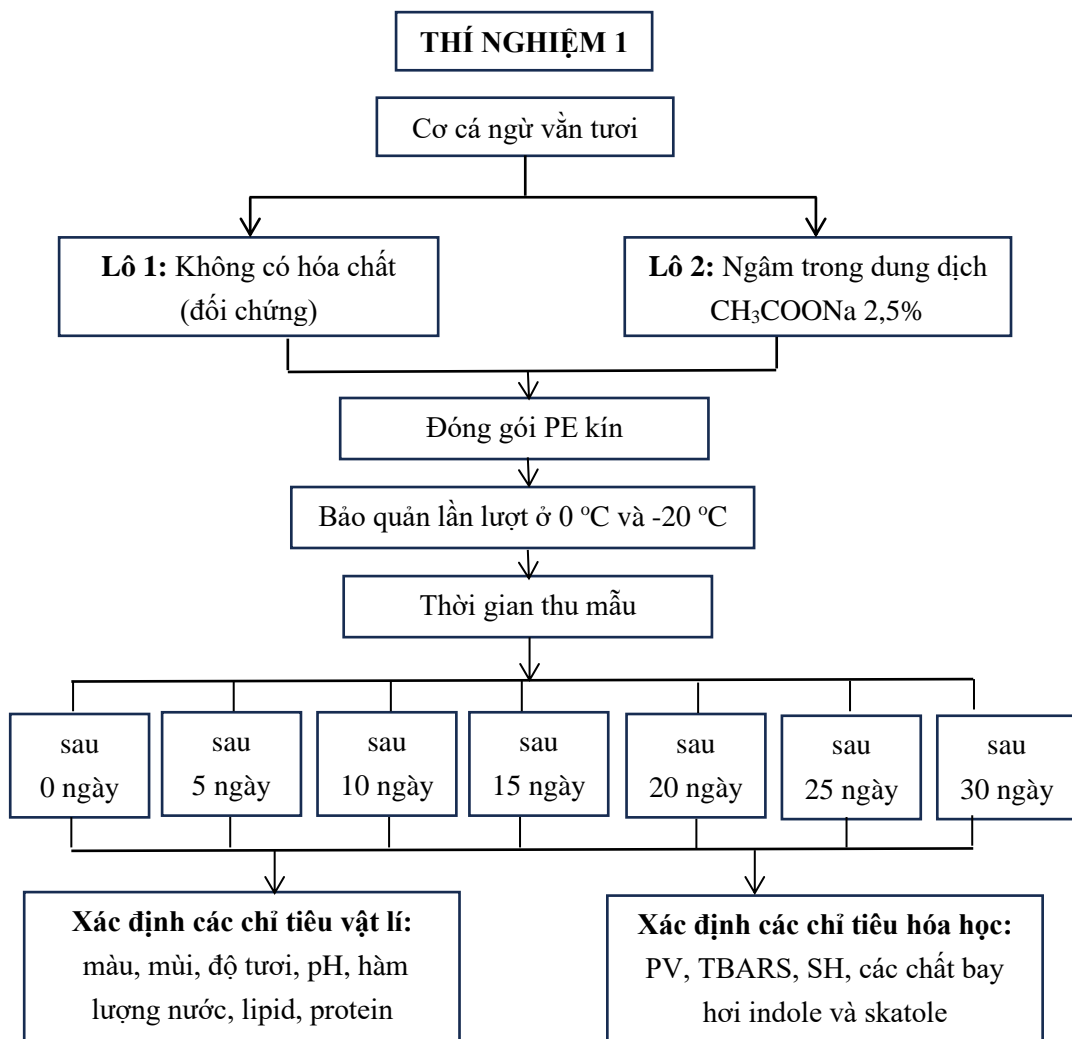 THÍ NGHIỆM 1
Cơ cá ngừ vằn tươi
Lô 1: Không có hóa chất
(đối chứng)
Lô 2: Ngâm trong dung dịch
CH₃COONa 2,5%
Đóng gói PE kín
Bảo quản lần lượt ở 0 ºC và -20 ºC
Thời gian thu mẫu
sau
0 ngày
sau
5 ngày
sau
10 ngày
sau
15 ngày
sau
20 ngày
sau
25 ngày
sau
30 ngày
Xác định các chỉ tiêu vật lí:
màu, mùi, độ tươi, pH, hàm
lượng nước, lipid, protein
Xác định các chỉ tiêu hóa học:
PV, TBARS, SH, các chất bay
hơi indole và skatole